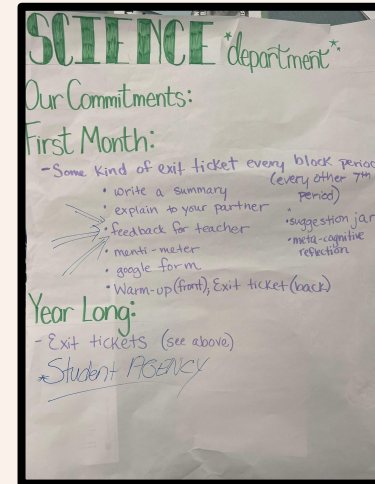 SCIENCE *department*
Our Commitments:
First Month:
- Some kind of exit ticket every block period
(every other 7th period)
• write a summary
• explain to your partner
• feedback for teacher
• menti-meter
• google form
• Warm-up (front), Exit ticket (back)
• suggestion jar
• meta-cognitive reflection
Year Long:
- Exit tickets (see above)
*Student AGENCY